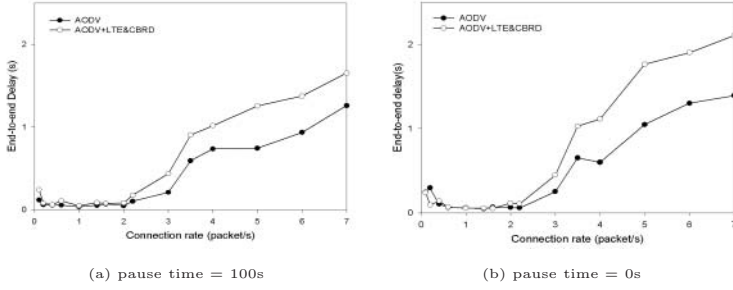 AODV
AODV+LTE&CBRD
2
1
0
End-to-end Delay (s)
0 1 2 3 4 5 6 7
Connection rate (packet/s)
(a) pause time = 100s
AODV
AODV+LTE&CBRD
2
1
0
End-to-end delay(s)
0 1 2 3 4 5 6 7
Connection rate (packet/s)
(b) pause time = 0s